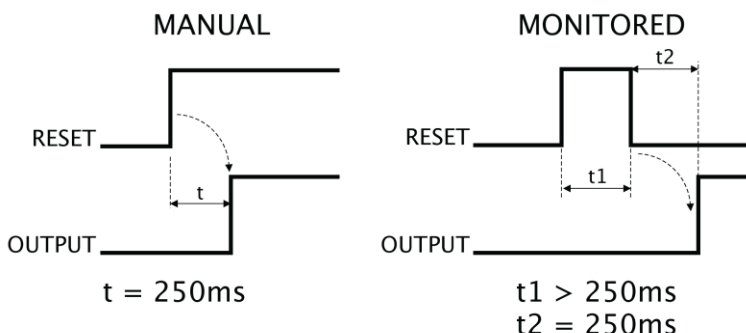 MANUAL
RESET
t
OUTPUT
t = 250ms
MONITORED
t2
RESET
t1
OUTPUT
t1 > 250ms
t2 = 250ms